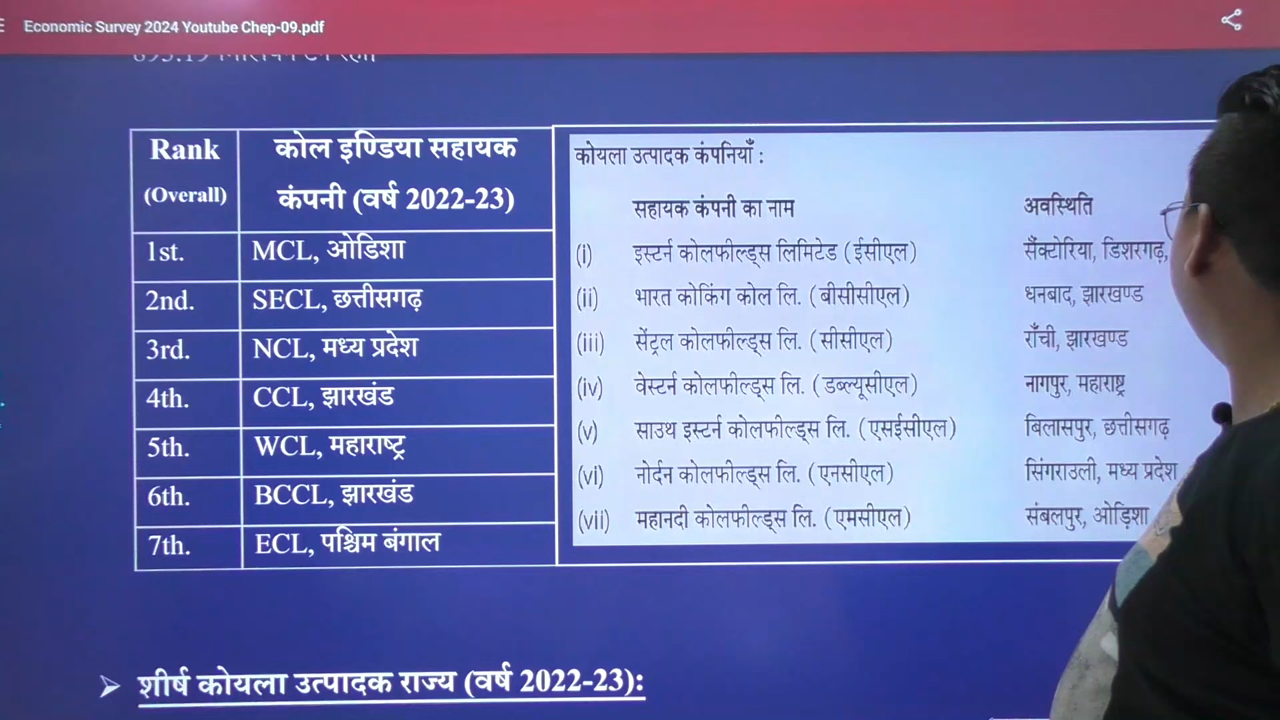 Economic Survey 2024 Youtube Chep-09.pdf
Rank
(Overall)
कोल इण्डिया सहायक
कंपनी (वर्ष 2022-23)
1st. MCL, ओडिशा
2nd. SECL, छत्तीसगढ़
3rd. NCL, मध्य प्रदेश
4th. CCL, झारखंड
5th. WCL, महाराष्ट्र
6th. BCCL, झारखंड
7th. ECL, पश्चिम बंगाल
कोयला उत्पादक कंपनियाँ :
सहायक कंपनी का नाम अवस्थिति
(i) इस्टर्न कोलफील्ड्स लिमिटेड (ईसीएल) सैंक्टोरिया, डिशरगढ़,
(ii) भारत कोकिंग कोल लि. (बीसीसीएल) धनबाद, झारखण्ड
(iii) सेंट्रल कोलफील्ड्स लि. (सीसीएल) राँची, झारखण्ड
(iv) वेस्टर्न कोलफील्ड्स लि. (डब्ल्यूसीएल) नागपुर, महाराष्ट्र
(v) साउथ इस्टर्न कोलफील्ड्स लि. (एसईसीएल) बिलासपुर, छत्तीसगढ़
(vi) नोर्दन कोलफील्ड्स लि. (एनसीएल) सिंगराउली, मध्य प्रदेश
(vii) महानदी कोलफील्ड्स लि. (एमसीएल) संबलपुर, ओड़िशा
➢ शीर्ष कोयला उत्पादक राज्य (वर्ष 2022-23):